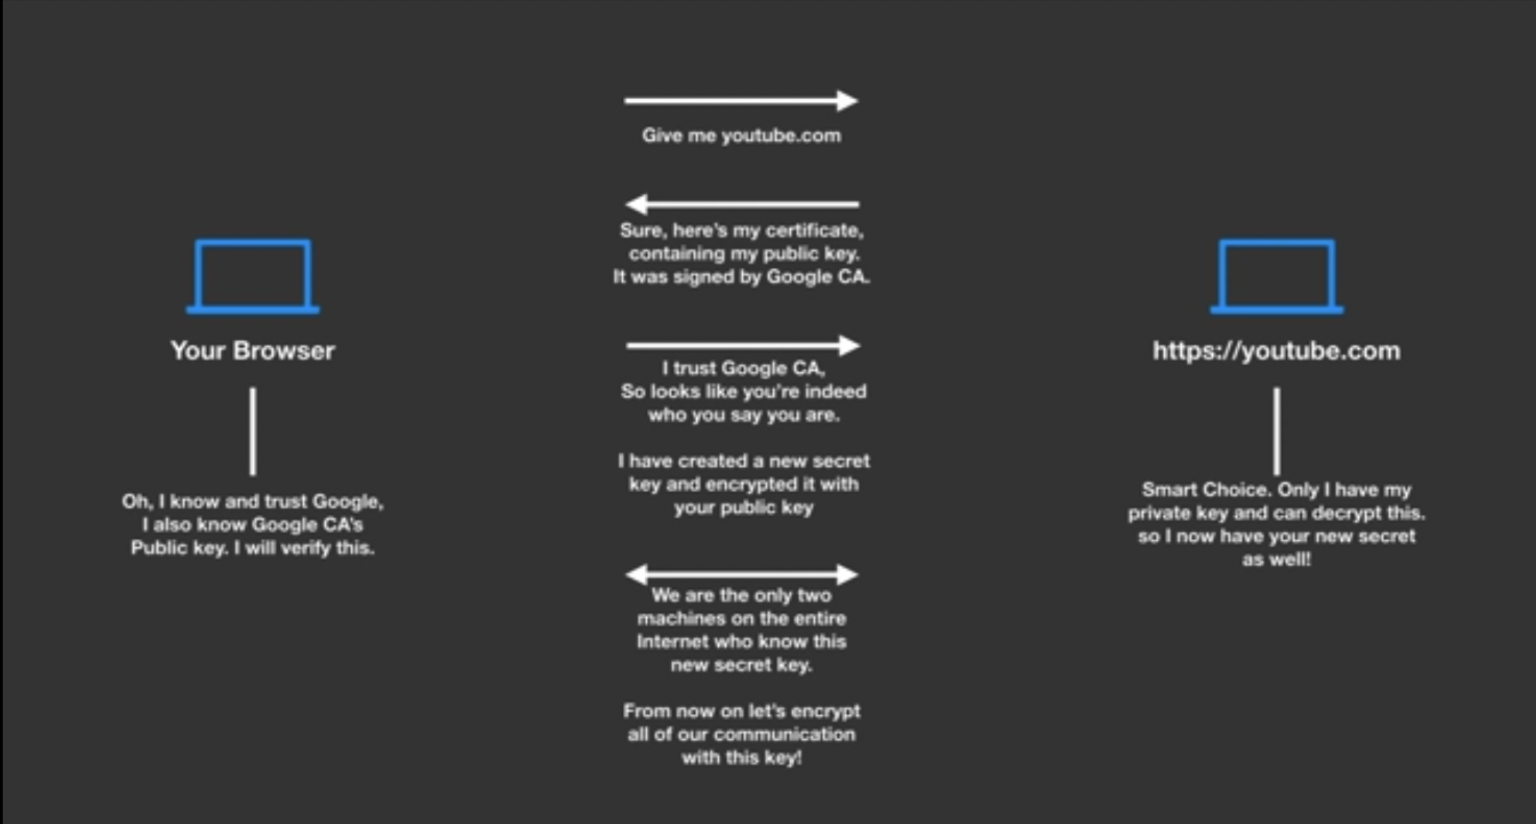 Give me youtube.com
Sure, here's my certificate,
containing my public key.
It was signed by Google CA.
Your Browser
https://youtube.com
I trust Google CA,
So looks like you're indeed
who you say you are.
I have created a new secret
key and encrypted it with
your public key
Oh, I know and trust Google,
I also know Google CA's
Public key. I will verify this.
Smart Choice. Only I have my
private key and can decrypt this.
so I now have your new secret
as well!
We are the only two
machines on the entire
Internet who know this
new secret key.
From now on let's encrypt
all of our communication
with this key!